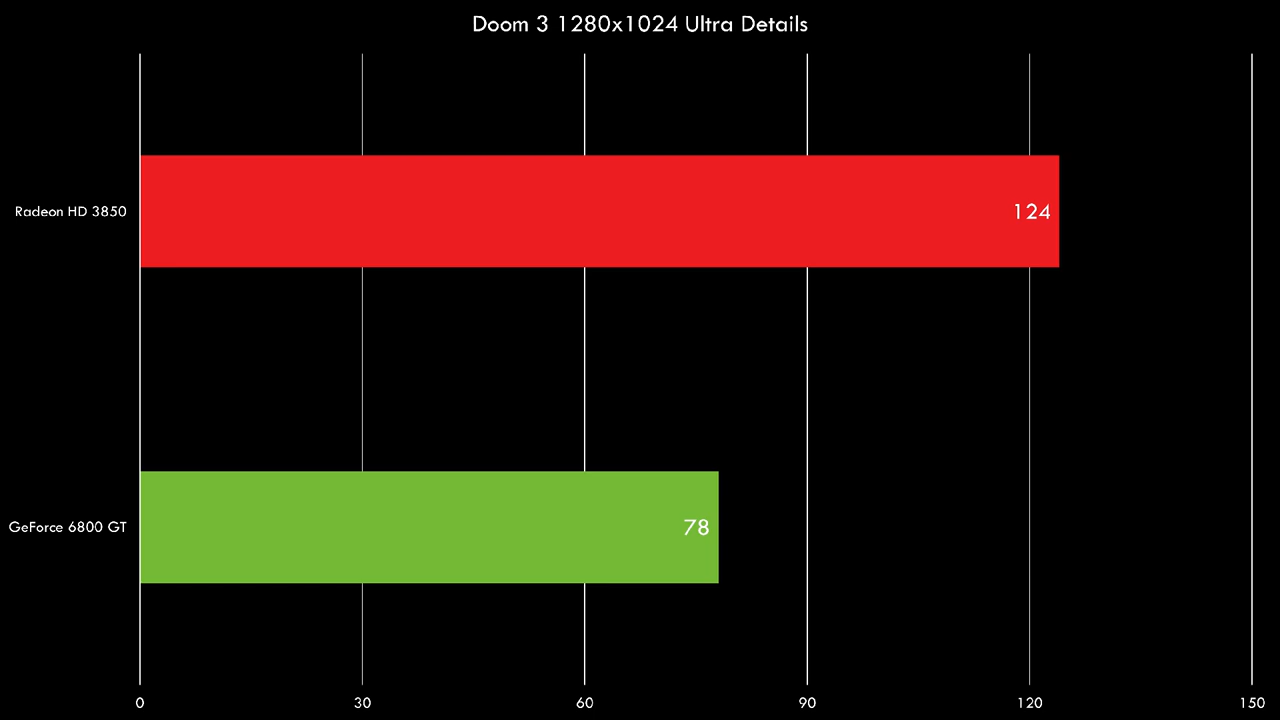 Doom 3 1280x1024 Ultra Details
Radeon HD 3850
124
GeForce 6800 GT
78
0 30 60 90 120 150